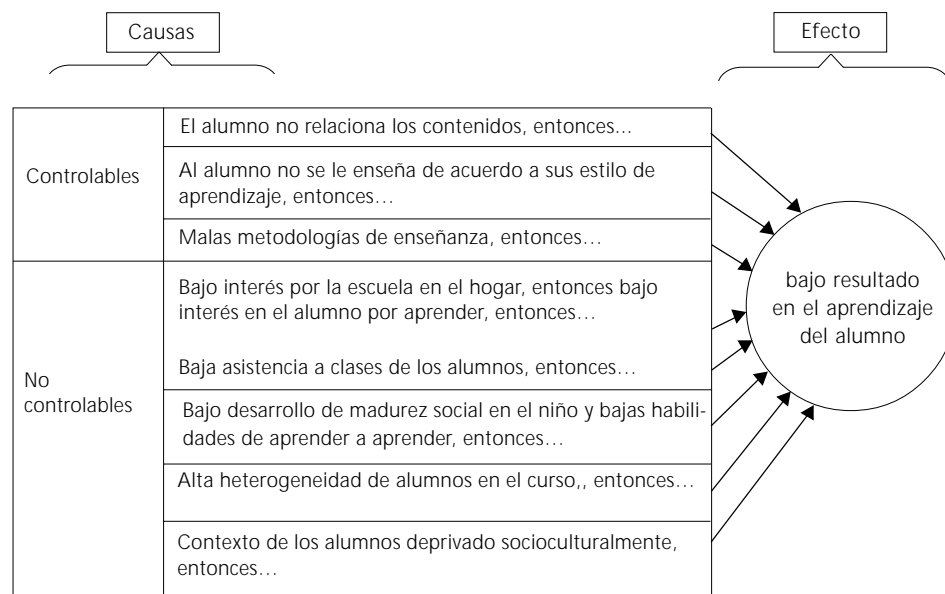 Causas
Efecto
Controlables
El alumno no relaciona los contenidos, entonces...
Al alumno no se le enseña de acuerdo a sus estilo de
aprendizaje, entonces...
Malas metodologías de enseñanza, entonces...
No
controlables
Bajo interés por la escuela en el hogar, entonces bajo
interés en el alumno por aprender, entonces...
Baja asistencia a clases de los alumnos, entonces...
Bajo desarrollo de madurez social en el niño y bajas habili-
dades de aprender a aprender, entonces...
Alta heterogeneidad de alumnos en el curso,, entonces...
Contexto de los alumnos deprivado socioculturalmente,
entonces...
bajo resultado
en el aprendizaje
del alumno